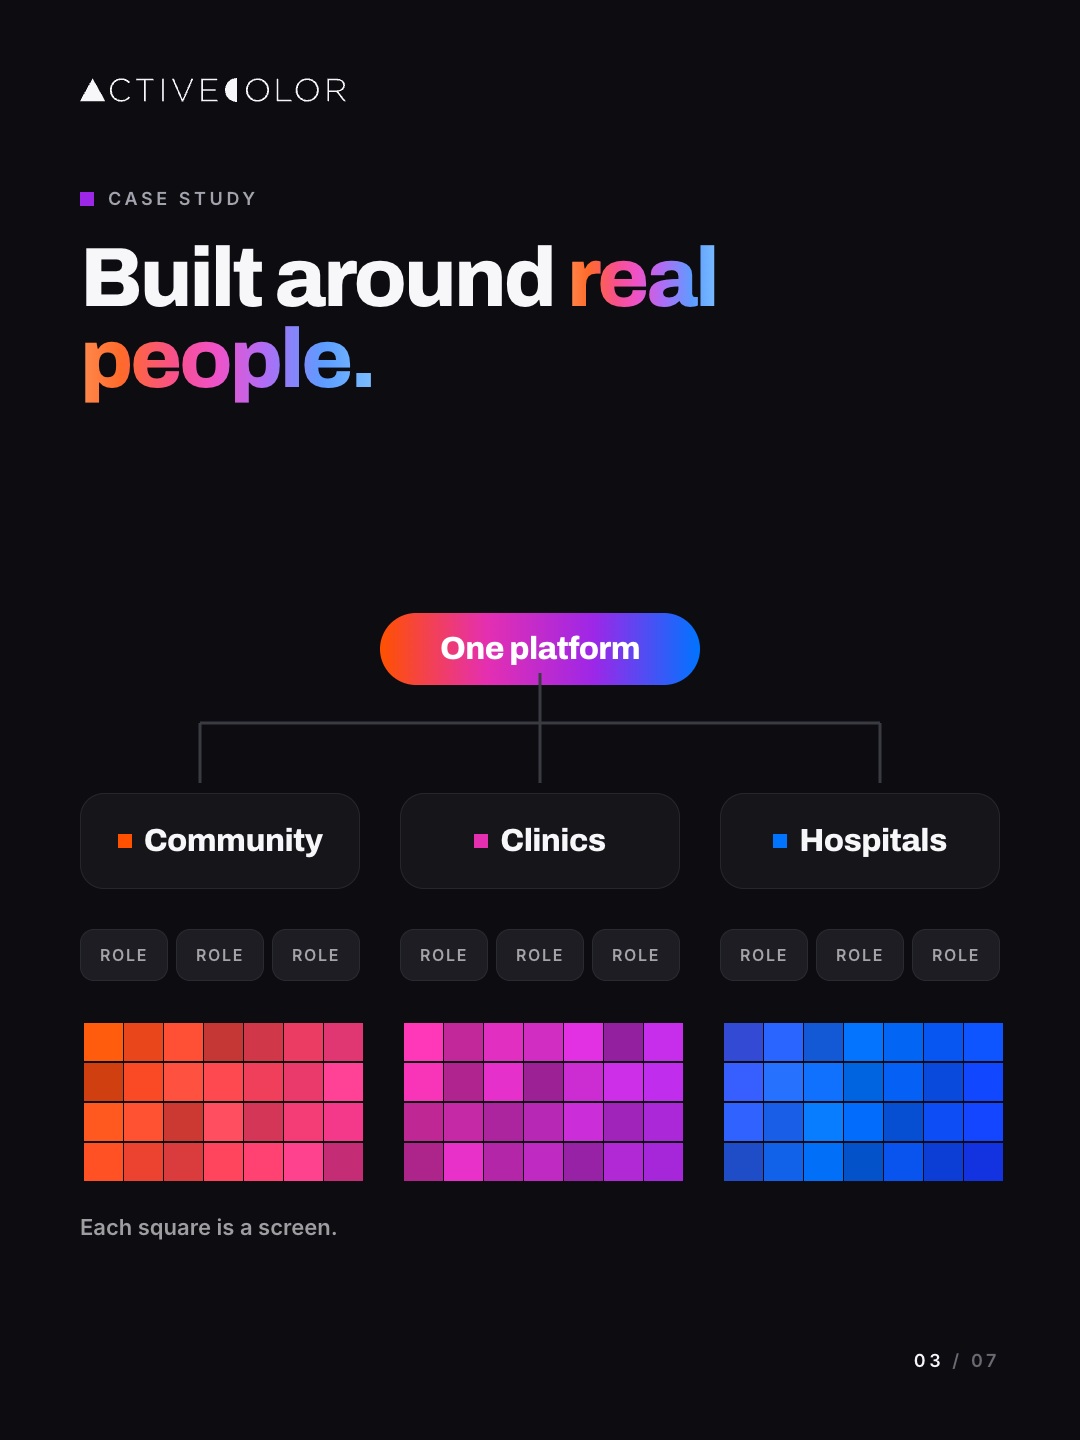 ACTIVECOLOR
CASE STUDY
Built around real
people.
One platform
Community
Clinics
Hospitals
ROLE ROLE ROLE ROLE ROLE ROLE ROLE ROLE ROLE
Each square is a screen.
03 / 07